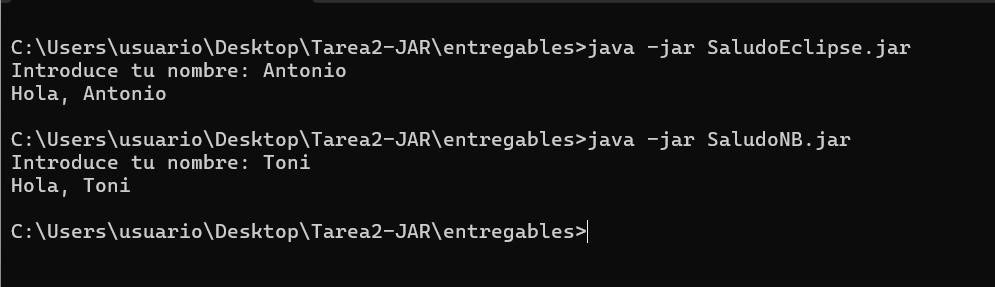 C:\Users\usuario\Desktop\Tarea2-JAR\entregables>java -jar SaludoEclipse.jar
Introduce tu nombre: Antonio
Hola, Antonio
C:\Users\usuario\Desktop\Tarea2-JAR\entregables>java -jar SaludoNB.jar
Introduce tu nombre: Toni
Hola, Toni
C:\Users\usuario\Desktop\Tarea2-JAR\entregables>